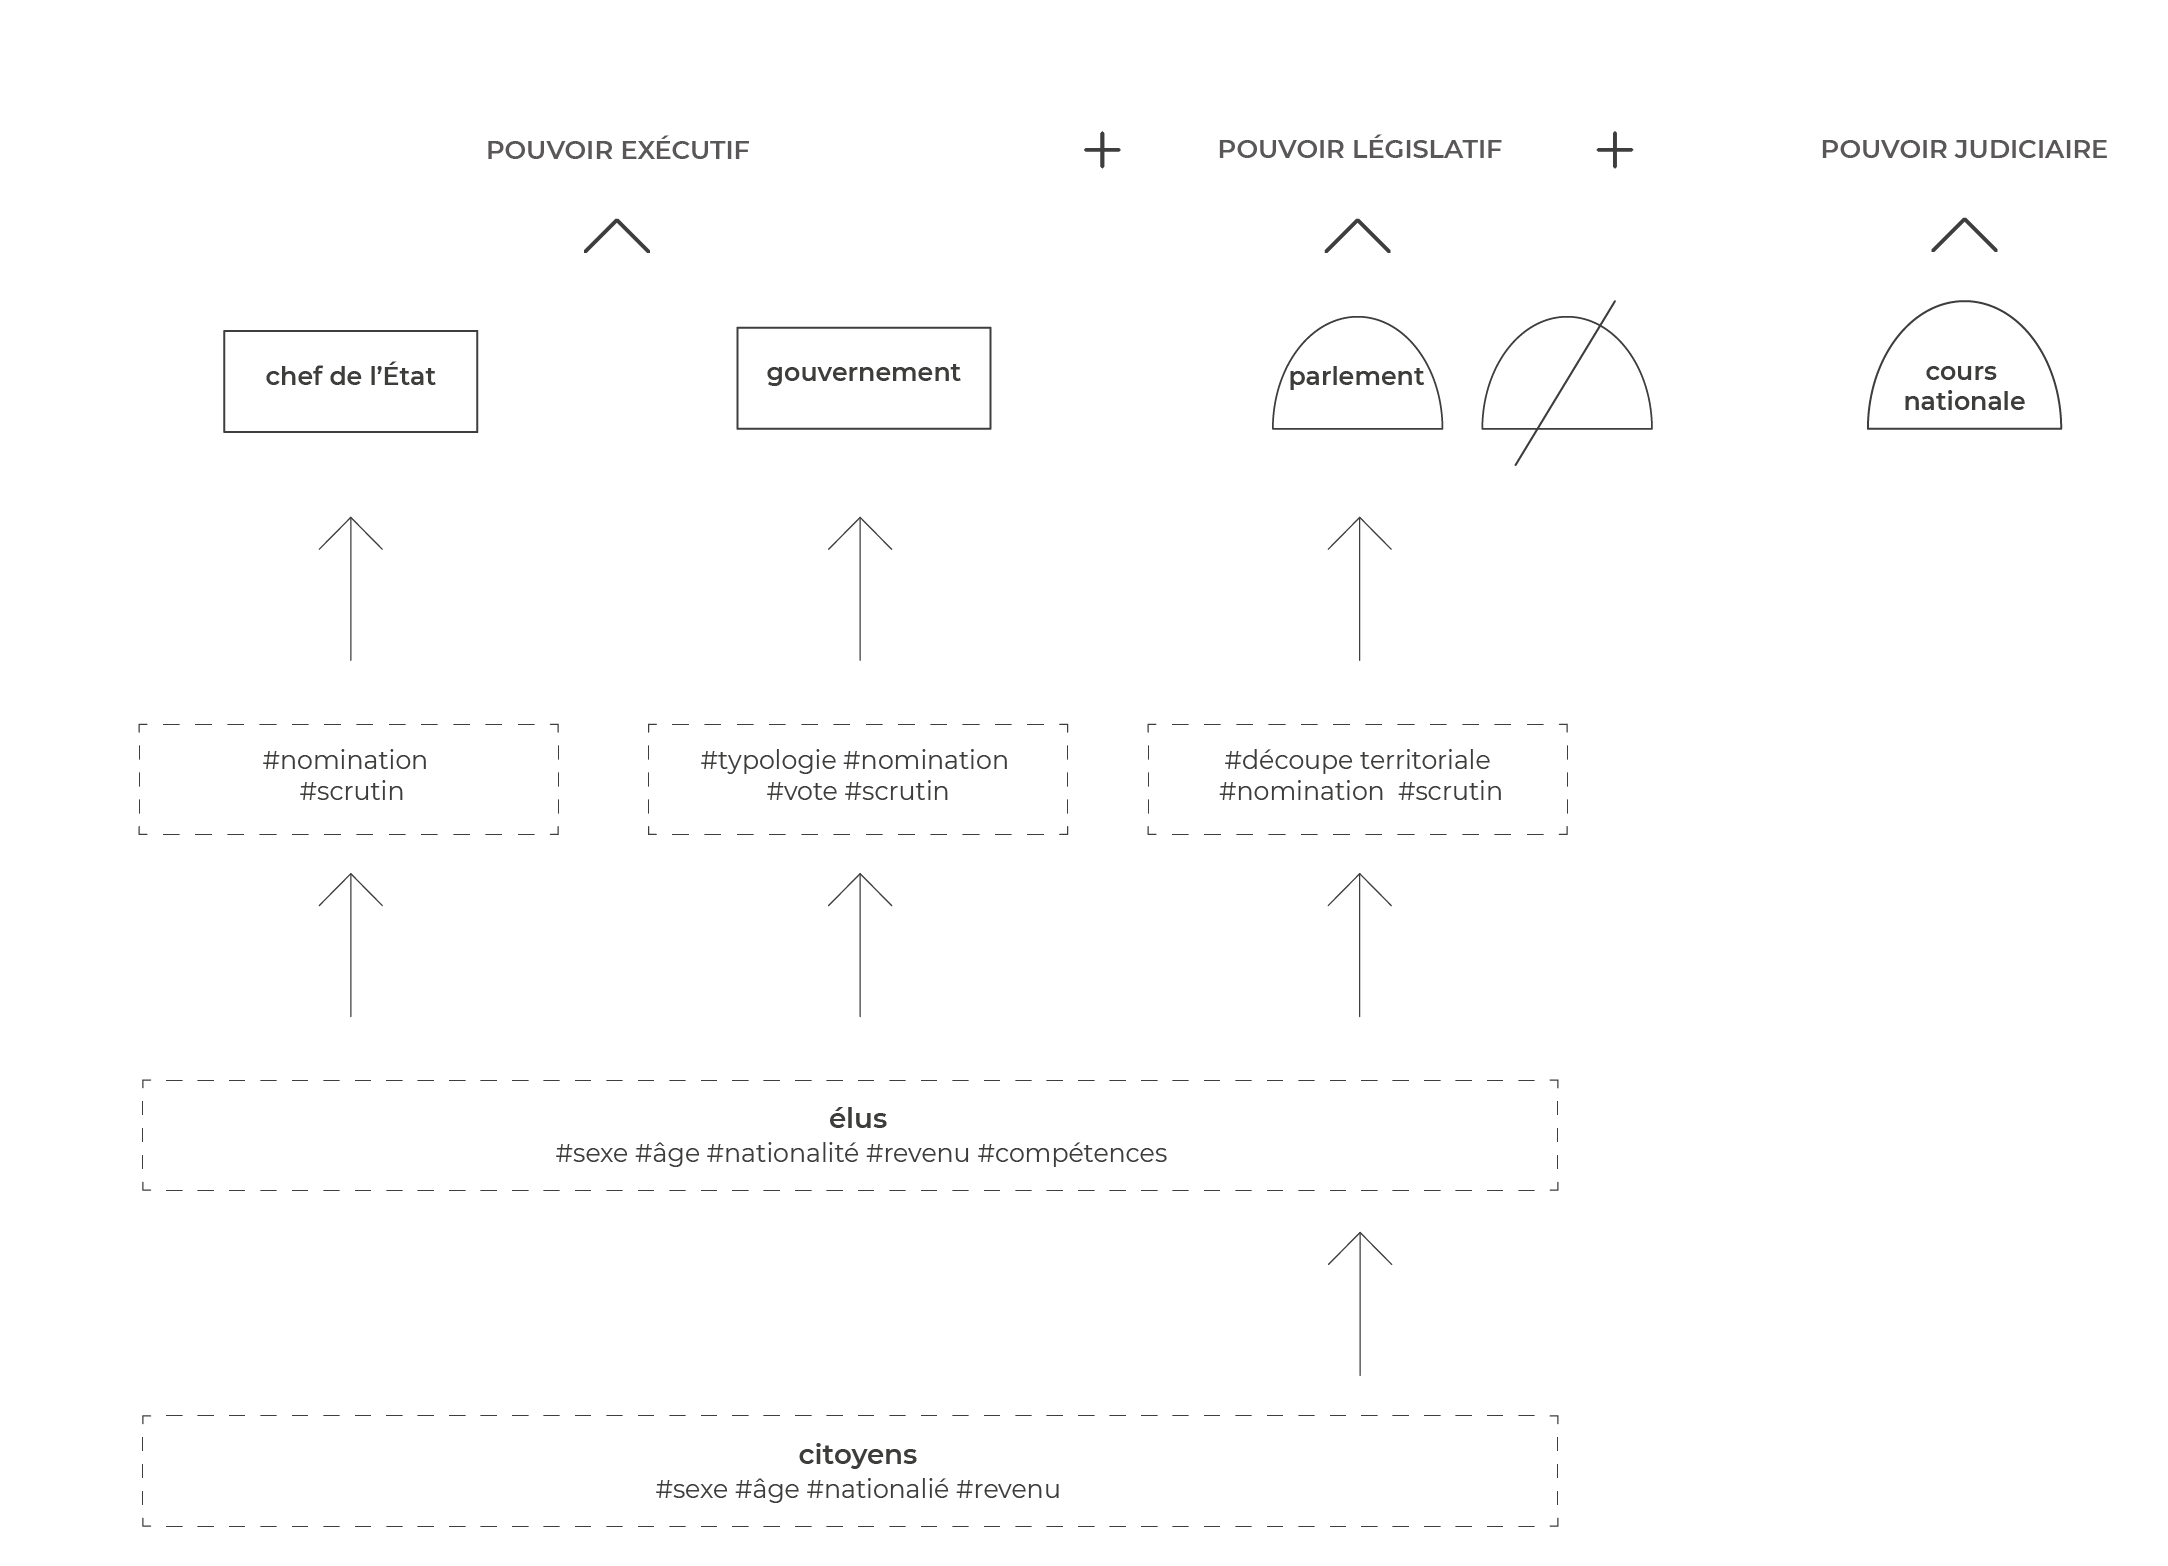 POUVOIR EXÉCUTIF
+
POUVOIR LÉGISLATIF
+
POUVOIR JUDICIAIRE
chef de l’État
gouvernement
parlement
cours
nationale
#nomination
#scrutin
#typologie #nomination
#vote #scrutin
#découpe territoriale
#nomination #scrutin
élus
#sexe #âge #nationalité #revenu #compétences
citoyens
#sexe #âge #nationalié #revenu